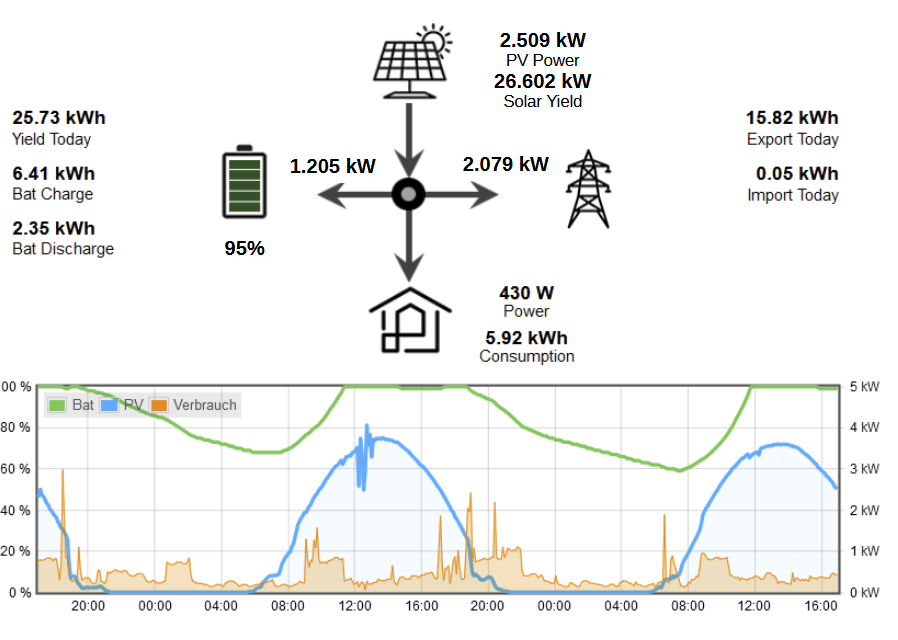 2.509 kW
PV Power
26.602 kW
Solar Yield
25.73 kWh
Yield Today
6.41 kWh
Bat Charge
2.35 kWh
Bat Discharge
1.205 kW
2.079 kW
95%
15.82 kWh
Export Today
0.05 kWh
Import Today
430 W
Power
5.92 kWh
Consumption
00 %
80 %
60 %
40 %
20 %
0 %
Bat PV Verbrauch
5 kW
4 kW
3 kW
2 kW
1 kW
0 kW
20:00 00:00 04:00 08:00 12:00 16:00 20:00 00:00 04:00 08:00 12:00 16:00